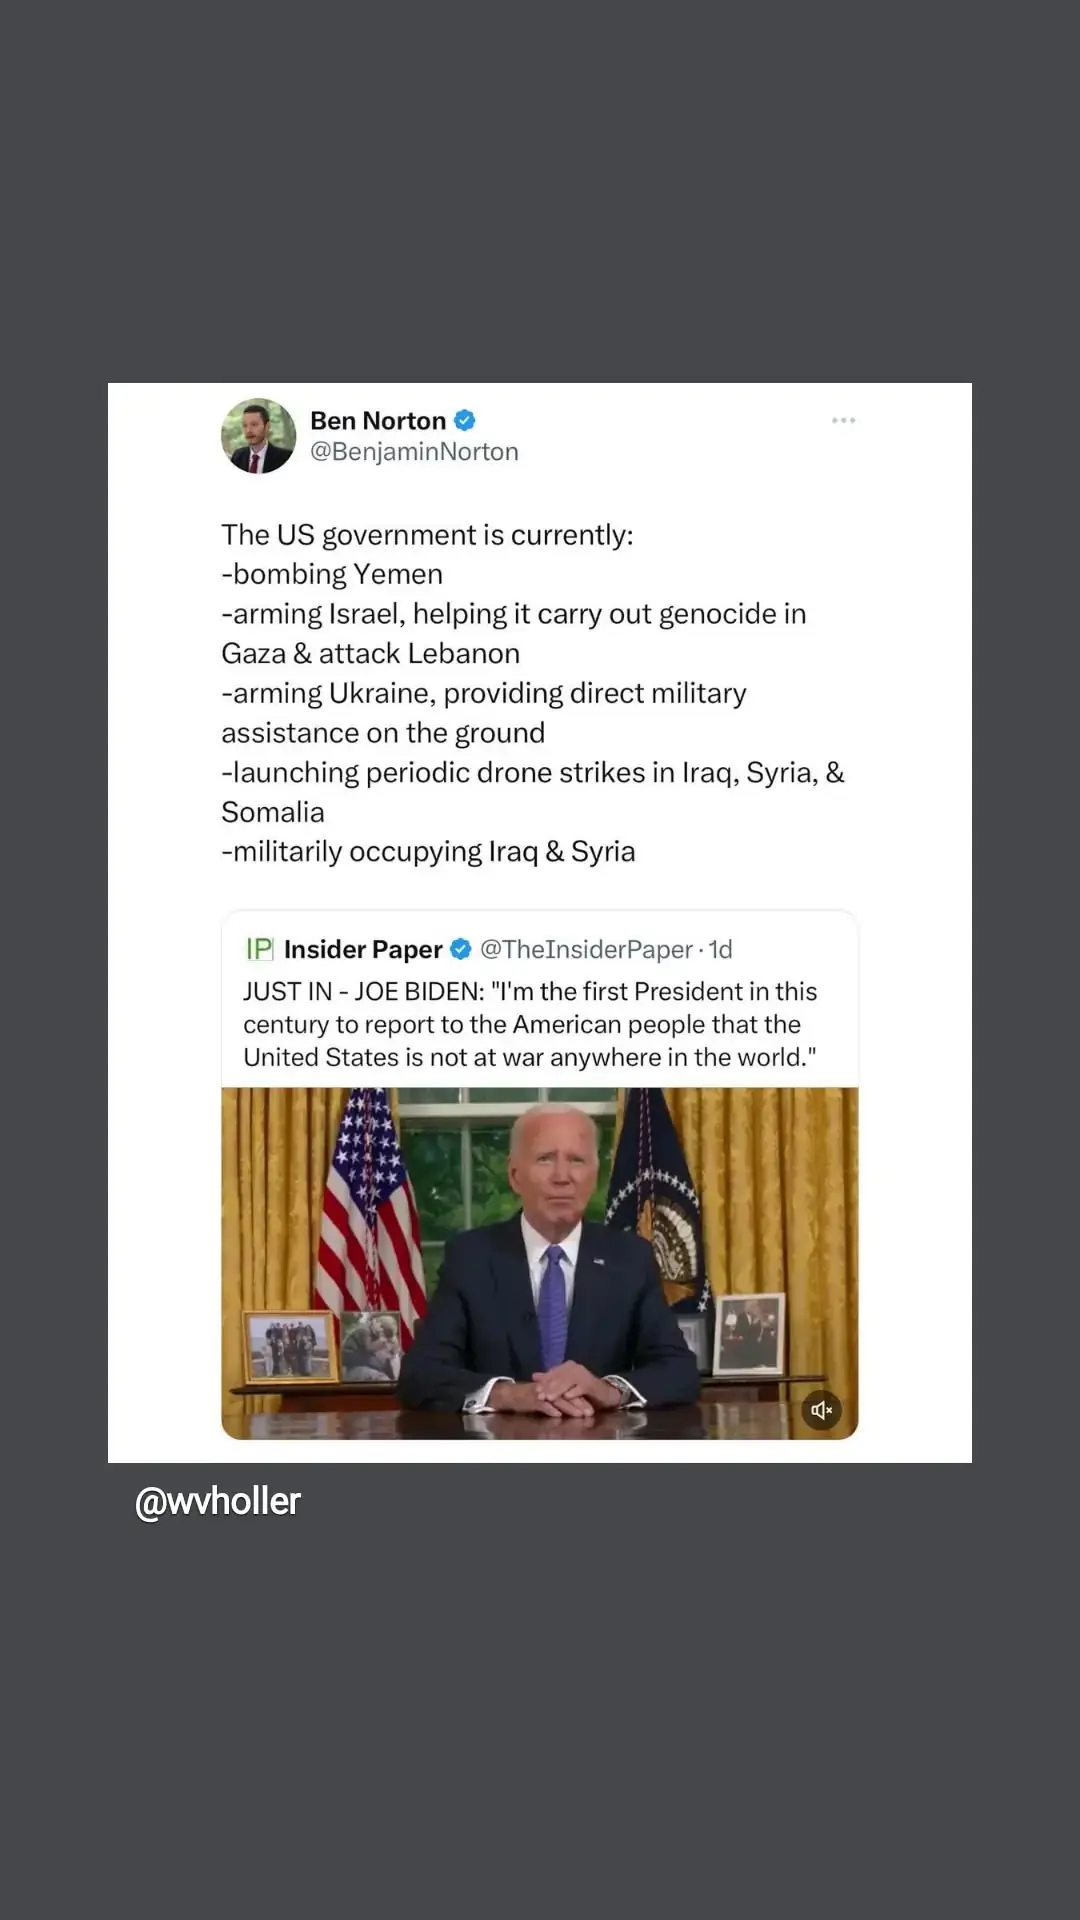 Ben Norton
@BenjaminNorton
The US government is currently:
-bombing Yemen
-arming Israel, helping it carry out genocide in
Gaza & attack Lebanon
-arming Ukraine, providing direct military
assistance on the ground
-launching periodic drone strikes in Iraq, Syria, &
Somalia
-militarily occupying Iraq & Syria
IP Insider Paper @TheInsiderPaper · 1d
JUST IN - JOE BIDEN: "I'm the first President in this
century to report to the American people that the
United States is not at war anywhere in the world."
@wvholler